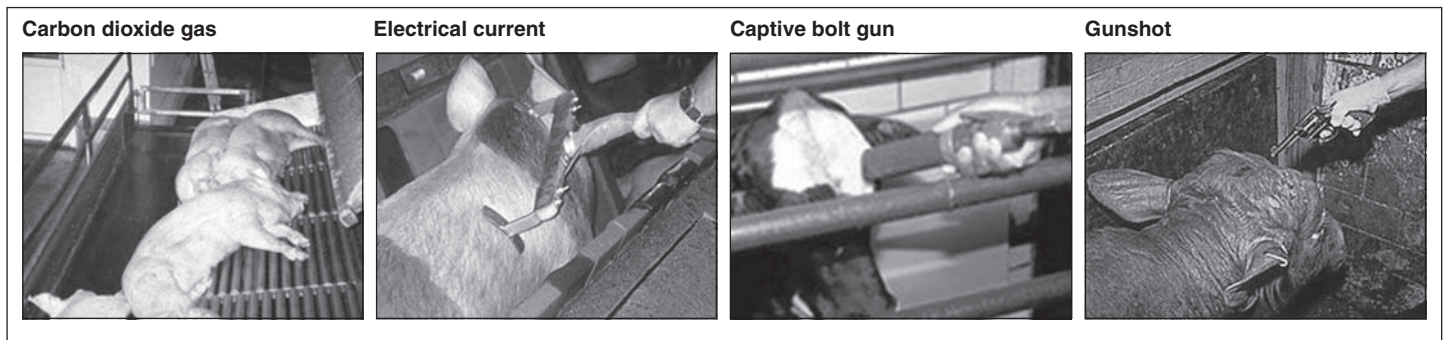 Carbon dioxide gas
Electrical current
Captive bolt gun
Gunshot